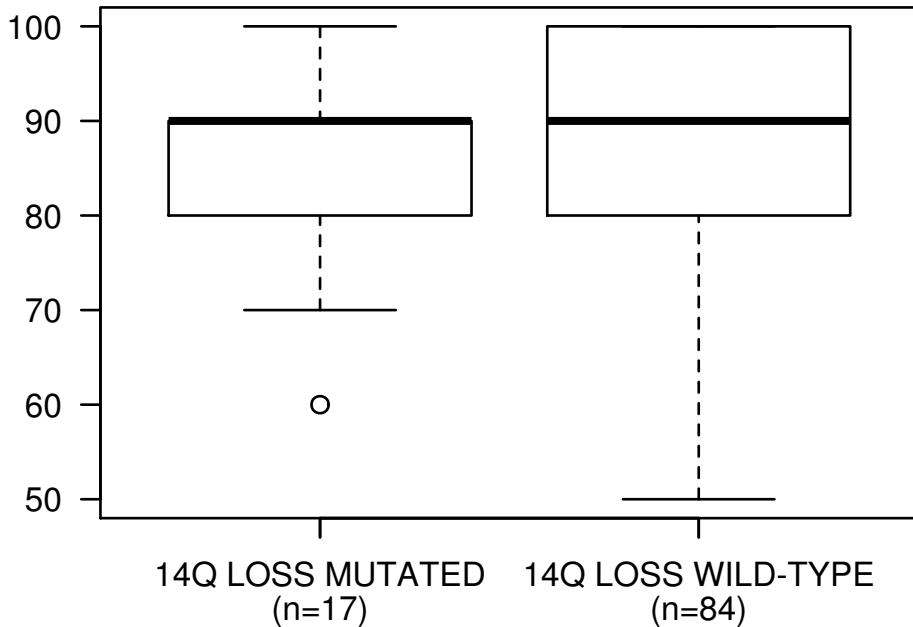 100
90
80
70
60
50
14Q LOSS MUTATED
(n=17)
14Q LOSS WILD-TYPE
(n=84)